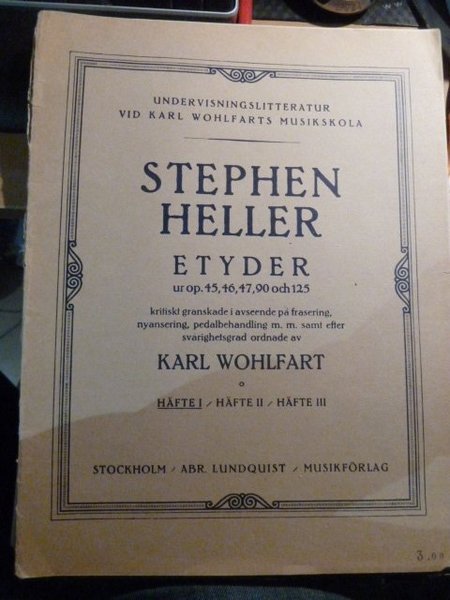 UNDERVISNINGSLITTERATUR
VID KARL WOHLFARTS MUSIKSKOLA
STEPHEN
HELLER
ETYDER
ur op. 45, 46, 47, 90 och 125
kritiskt granskade i avseende på frasering,
nyansering, pedalbehandling m. m. samt efter
svårighetsgrad ordnade av
KARL WOHLFART
HÄFTE I / HÄFTE II / HÄFTE III
STOCKHOLM / ABR. LUNDQUIST / MUSIKFÖRLAG
3.00